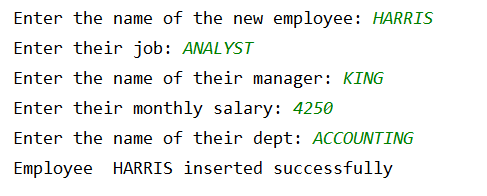 Enter the name of the new employee: HARRIS
Enter their job: ANALYST
Enter the name of their manager: KING
Enter their monthly salary: 4250
Enter the name of their dept: ACCOUNTING
Employee  HARRIS inserted successfully